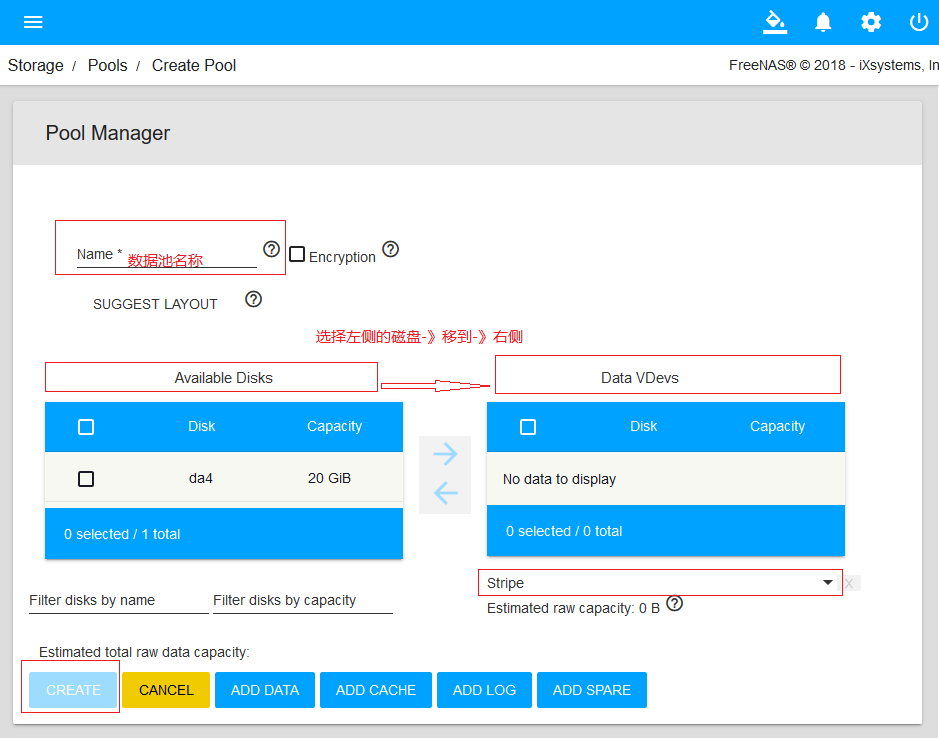 Storage / Pools / Create Pool
FreeNAS® © 2018 - iXsystems, In
Pool Manager
Name * 数据池名称
Encryption
SUGGEST LAYOUT
选择左侧的磁盘-》移到-》右侧
Available Disks
Data VDevs
Disk Capacity
Disk Capacity
da4 20 GiB
No data to display
0 selected / 1 total
0 selected / 0 total
Stripe
X
Filter disks by name
Filter disks by capacity
Estimated raw capacity: 0 B
Estimated total raw data capacity:
CREATE
CANCEL
ADD DATA
ADD CACHE
ADD LOG
ADD SPARE